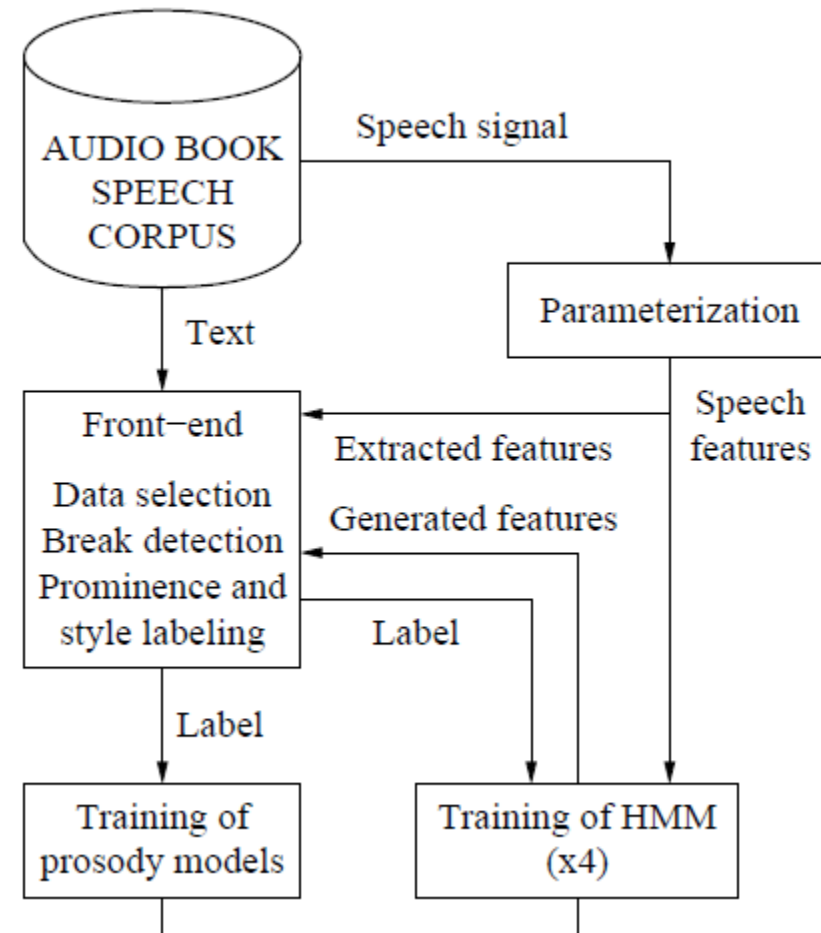 AUDIO BOOK
SPEECH
CORPUS
Speech signal
Parameterization
Text
Speech
features
Front−end
Data selection
Break detection
Prominence and
style labeling
Extracted features
Generated features
Label
Label
Training of
prosody models
Training of HMM
(x4)